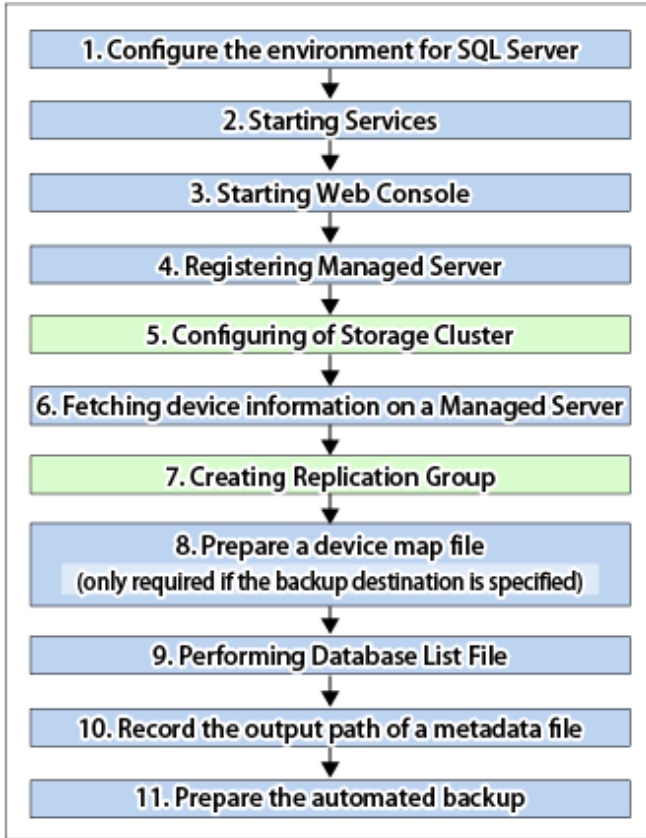 1. Configure the environment for SQL Server
2. Starting Services
3. Starting Web Console
4. Registering Managed Server
5. Configuring of Storage Cluster
6. Fetching device information on a Managed Server
7. Creating Replication Group
8. Prepare a device map file
(only required if the backup destination is specified)
9. Performing Database List File
10. Record the output path of a metadata file
11. Prepare the automated backup